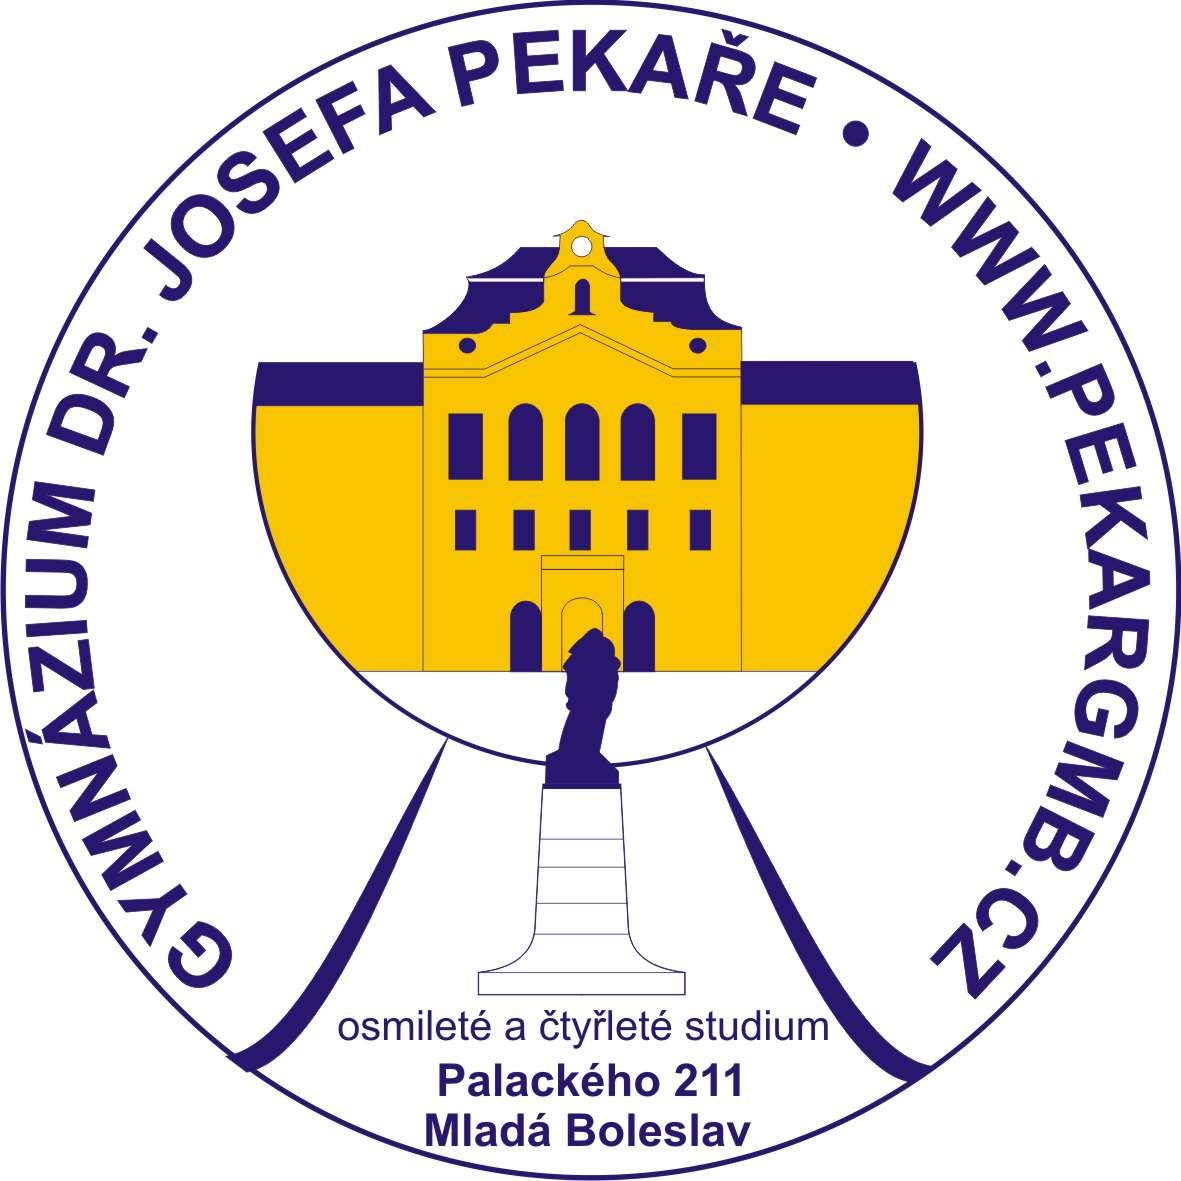 GYMNÁZIUM DR. JOSEFA PEKAŘE • WWW.PEKARGMB.CZ
osmileté a čtyřleté studium
Palackého 211
Mladá Boleslav